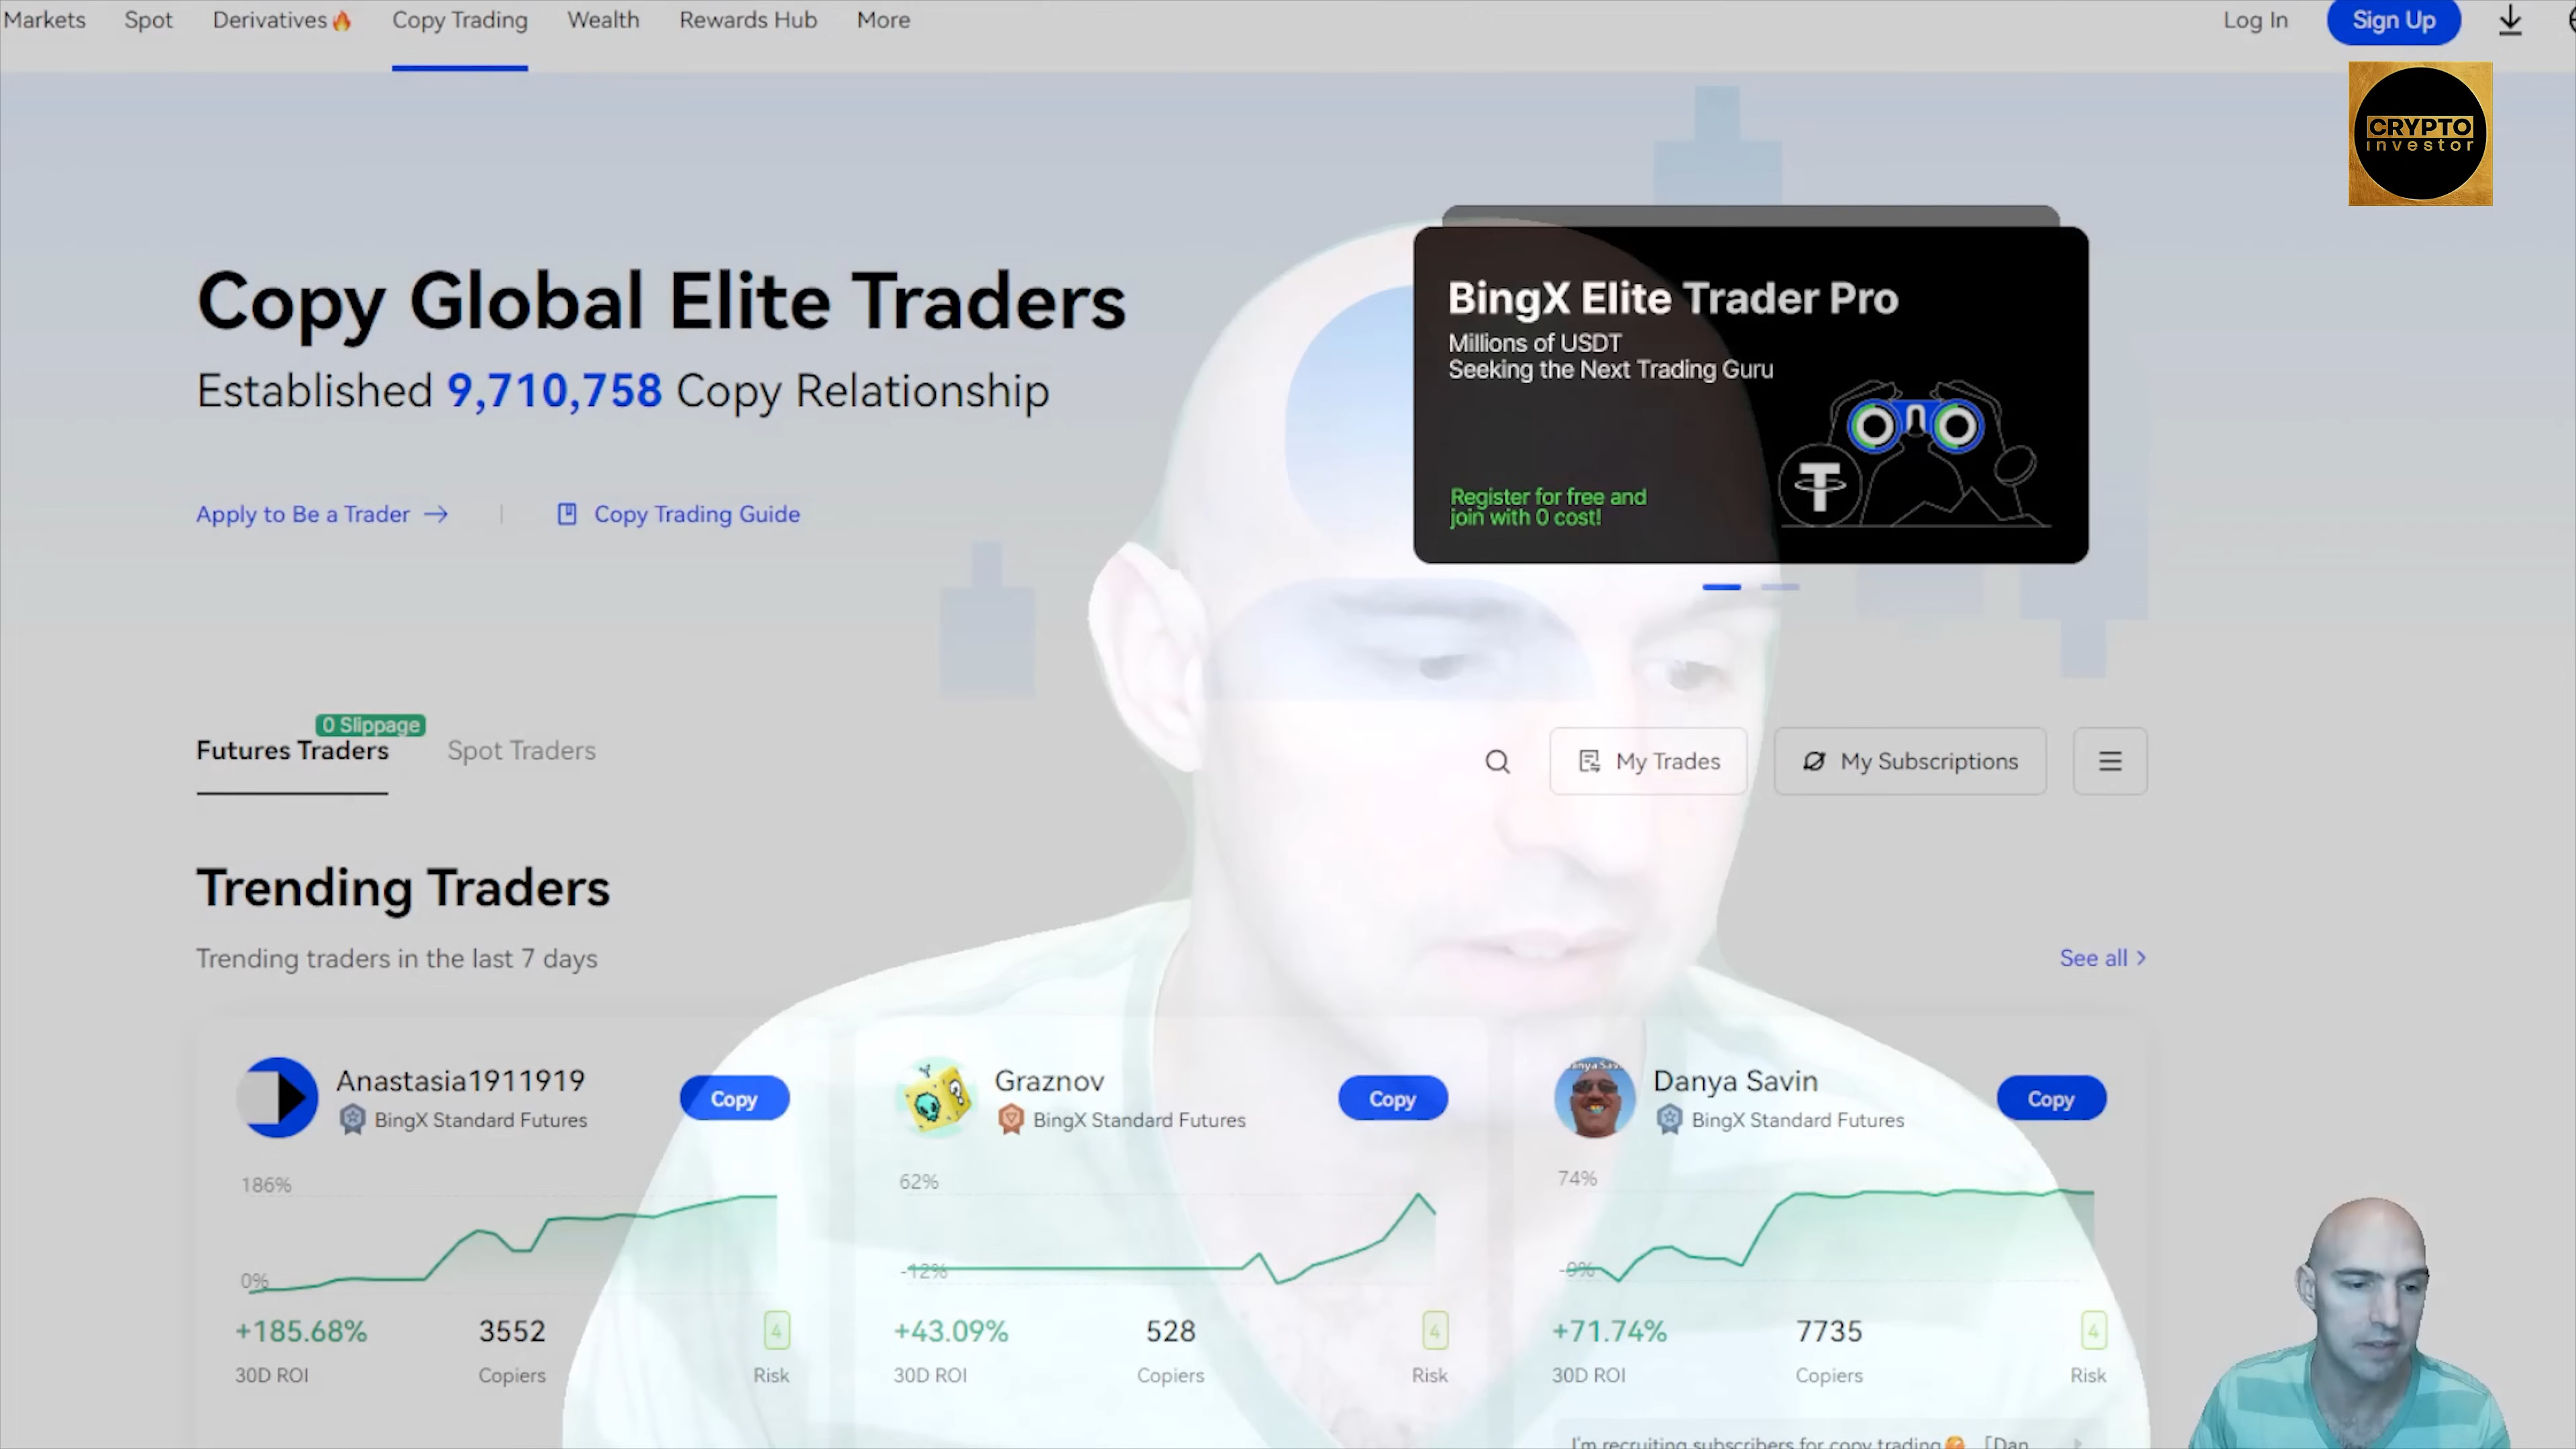 Markets Spot Derivatives🔥 Copy Trading Wealth Rewards Hub More Log In Sign Up
CRYPTO
investor
Copy Global Elite Traders
Established 9,710,758 Copy Relationship
Apply to Be a Trader → | Copy Trading Guide
BingX Elite Trader Pro
Millions of USDT
Seeking the Next Trading Guru
Register for free and
join with 0 cost!
0 Slippage
Futures Traders Spot Traders
My Trades My Subscriptions
Trending Traders
Trending traders in the last 7 days
See all >
Anastasia1911919
BingX Standard Futures
Copy
186%
0%
+185.68% 3552 4
30D ROI Copiers Risk
Graznov
BingX Standard Futures
Copy
62%
-12%
+43.09% 528 4
30D ROI Copiers Risk
Danya Savin
BingX Standard Futures
Copy
74%
-9%
+71.74% 7735 4
30D ROI Copiers Risk
I'm recruiting subscribers for copy trading [Dan